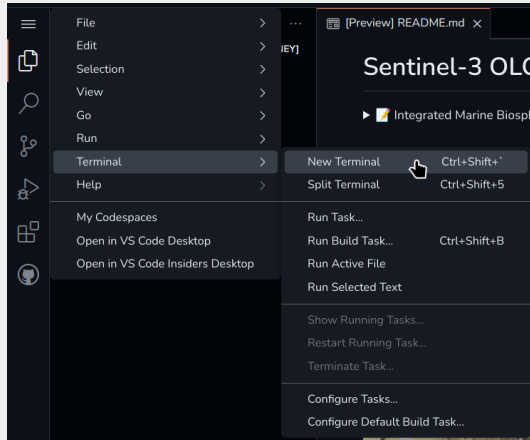 File
Edit
Selection
View
Go
Run
Terminal
Help
My Codespaces
Open in VS Code Desktop
Open in VS Code Insiders Desktop
New Terminal Ctrl+Shift+`
Split Terminal Ctrl+Shift+5
Run Task...
Run Build Task... Ctrl+Shift+B
Run Active File
Run Selected Text
Show Running Tasks...
Restart Running Task...
Terminate Task...
Configure Tasks...
Configure Default Build Task...
NEY]
[Preview] README.md
Sentinel-3 OLC
Integrated Marine Biosp